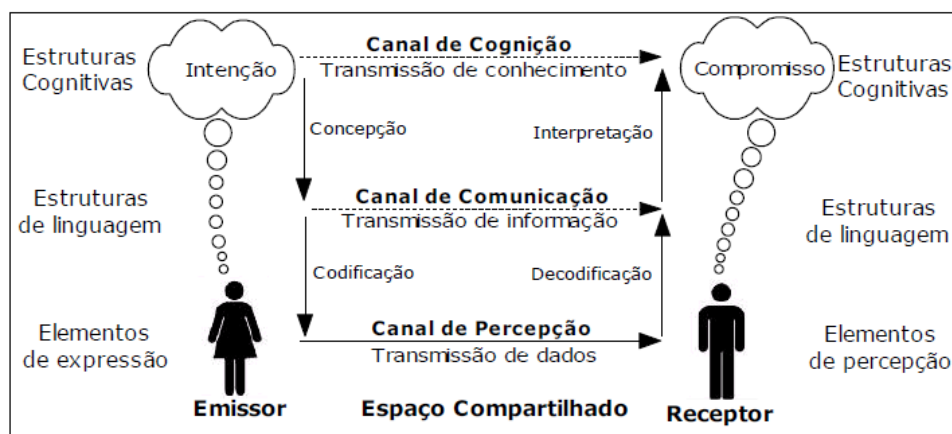 Estruturas
Cognitivas
Intenção
Canal de Cognição
Transmissão de conhecimento
Compromisso
Estruturas
Cognitivas
Concepção
Interpretação
Estruturas
de linguagem
Canal de Comunicação
Transmissão de informação
Estruturas
de linguagem
Codificação
Decodificação
Elementos
de expressão
Canal de Percepção
Transmissão de dados
Elementos
de percepção
Emissor
Espaço Compartilhado
Receptor